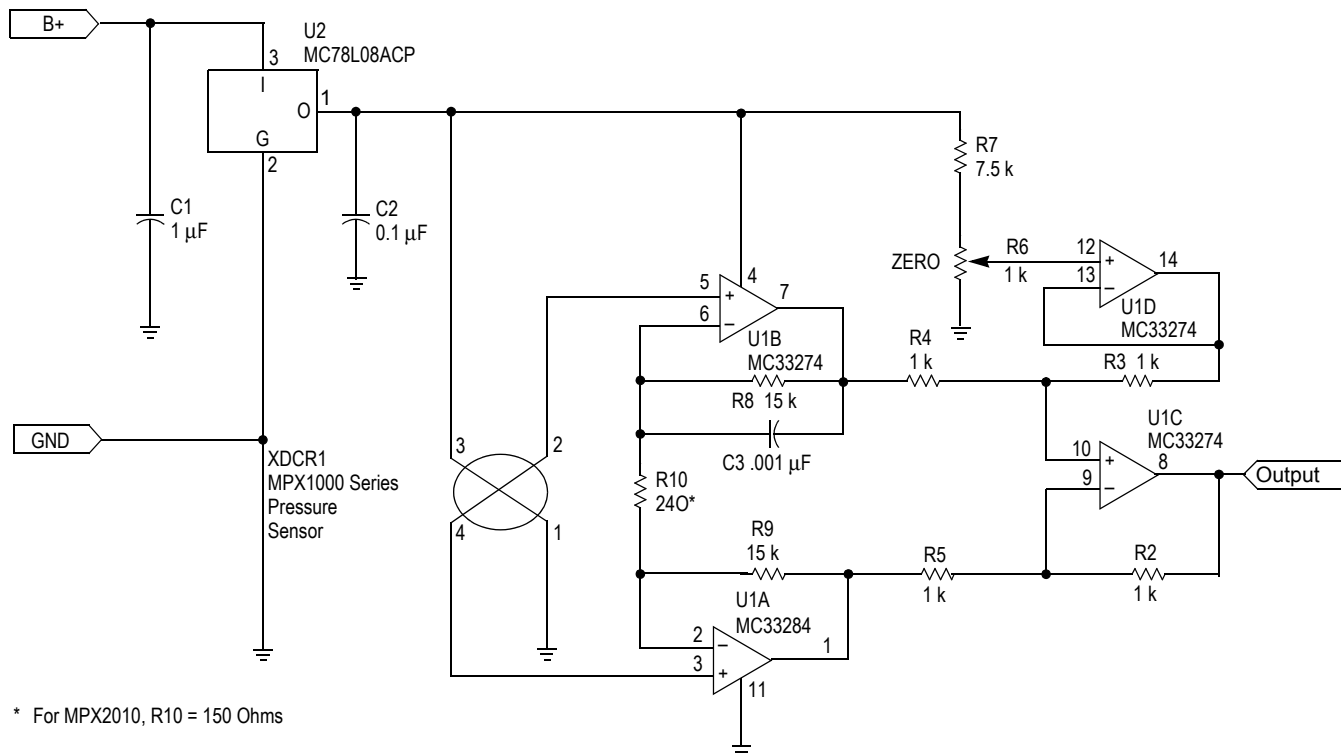 B+
U2
MC78L08ACP
3
I
1
O
G
2
C1
1 μF
C2
0.1 μF
R7
7.5 k
ZERO
R6
1 k
12
+
13
−
14
U1D
MC33274
4
5
+
6
−
7
U1B
MC33274
R4
1 k
R3 1 k
R8 15 k
C3 .001 μF
U1C
MC33274
10
+
9
−
8
Output
GND
XDCR1
MPX1000 Series
Pressure
Sensor
3
2
4
1
R10
24O*
R9
15 k
R5
1 k
R2
1 k
U1A
MC33284
2
−
3
+
1
11
* For MPX2010, R10 = 150 Ohms